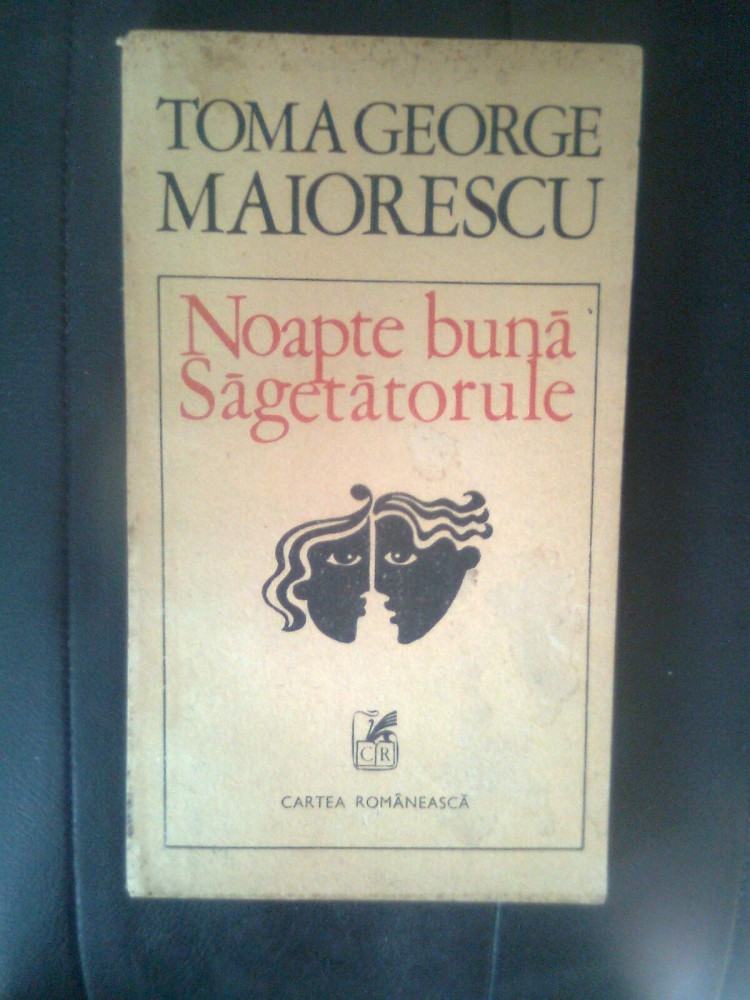 TOMA GEORGE
MAIORESCU
Noapte bună
Săgetătorule
CR
CARTEA ROMÂNEASCĂ